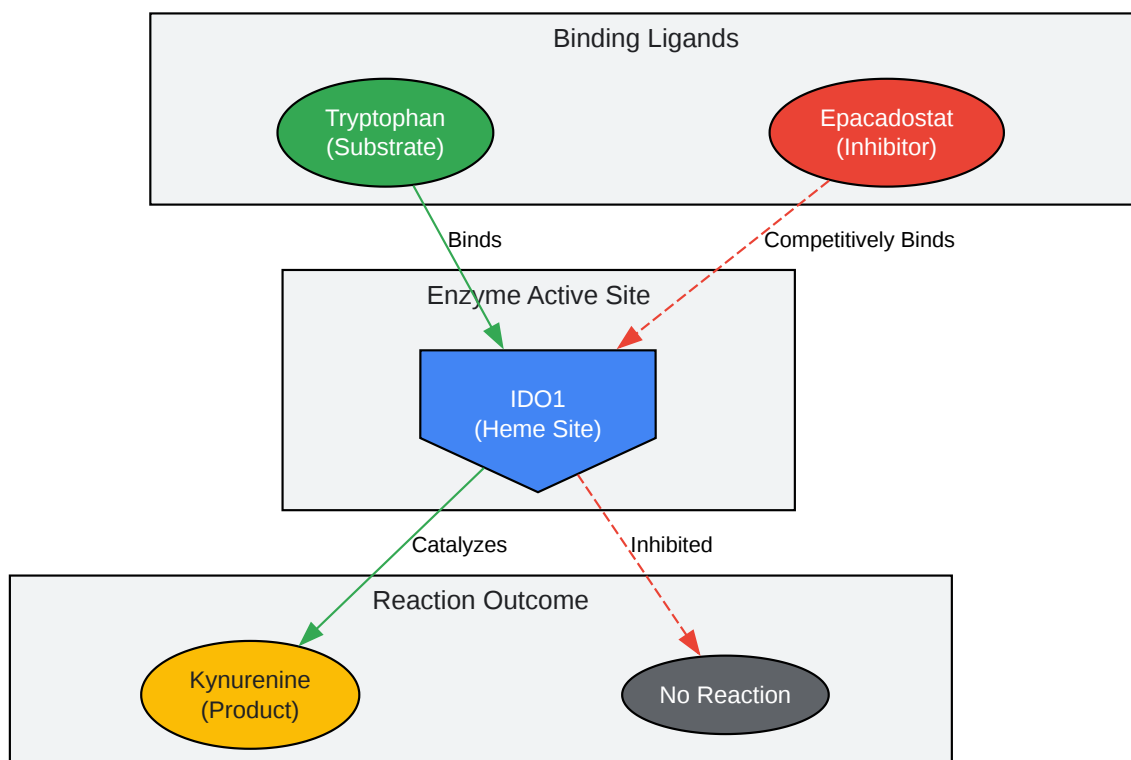 Binding Ligands
Tryptophan
(Substrate)
Epacadostat
(Inhibitor)
Binds
Competitively Binds
Enzyme Active Site
IDO1
(Heme Site)
Catalyzes
Inhibited
Reaction Outcome
Kynurenine
(Product)
No Reaction